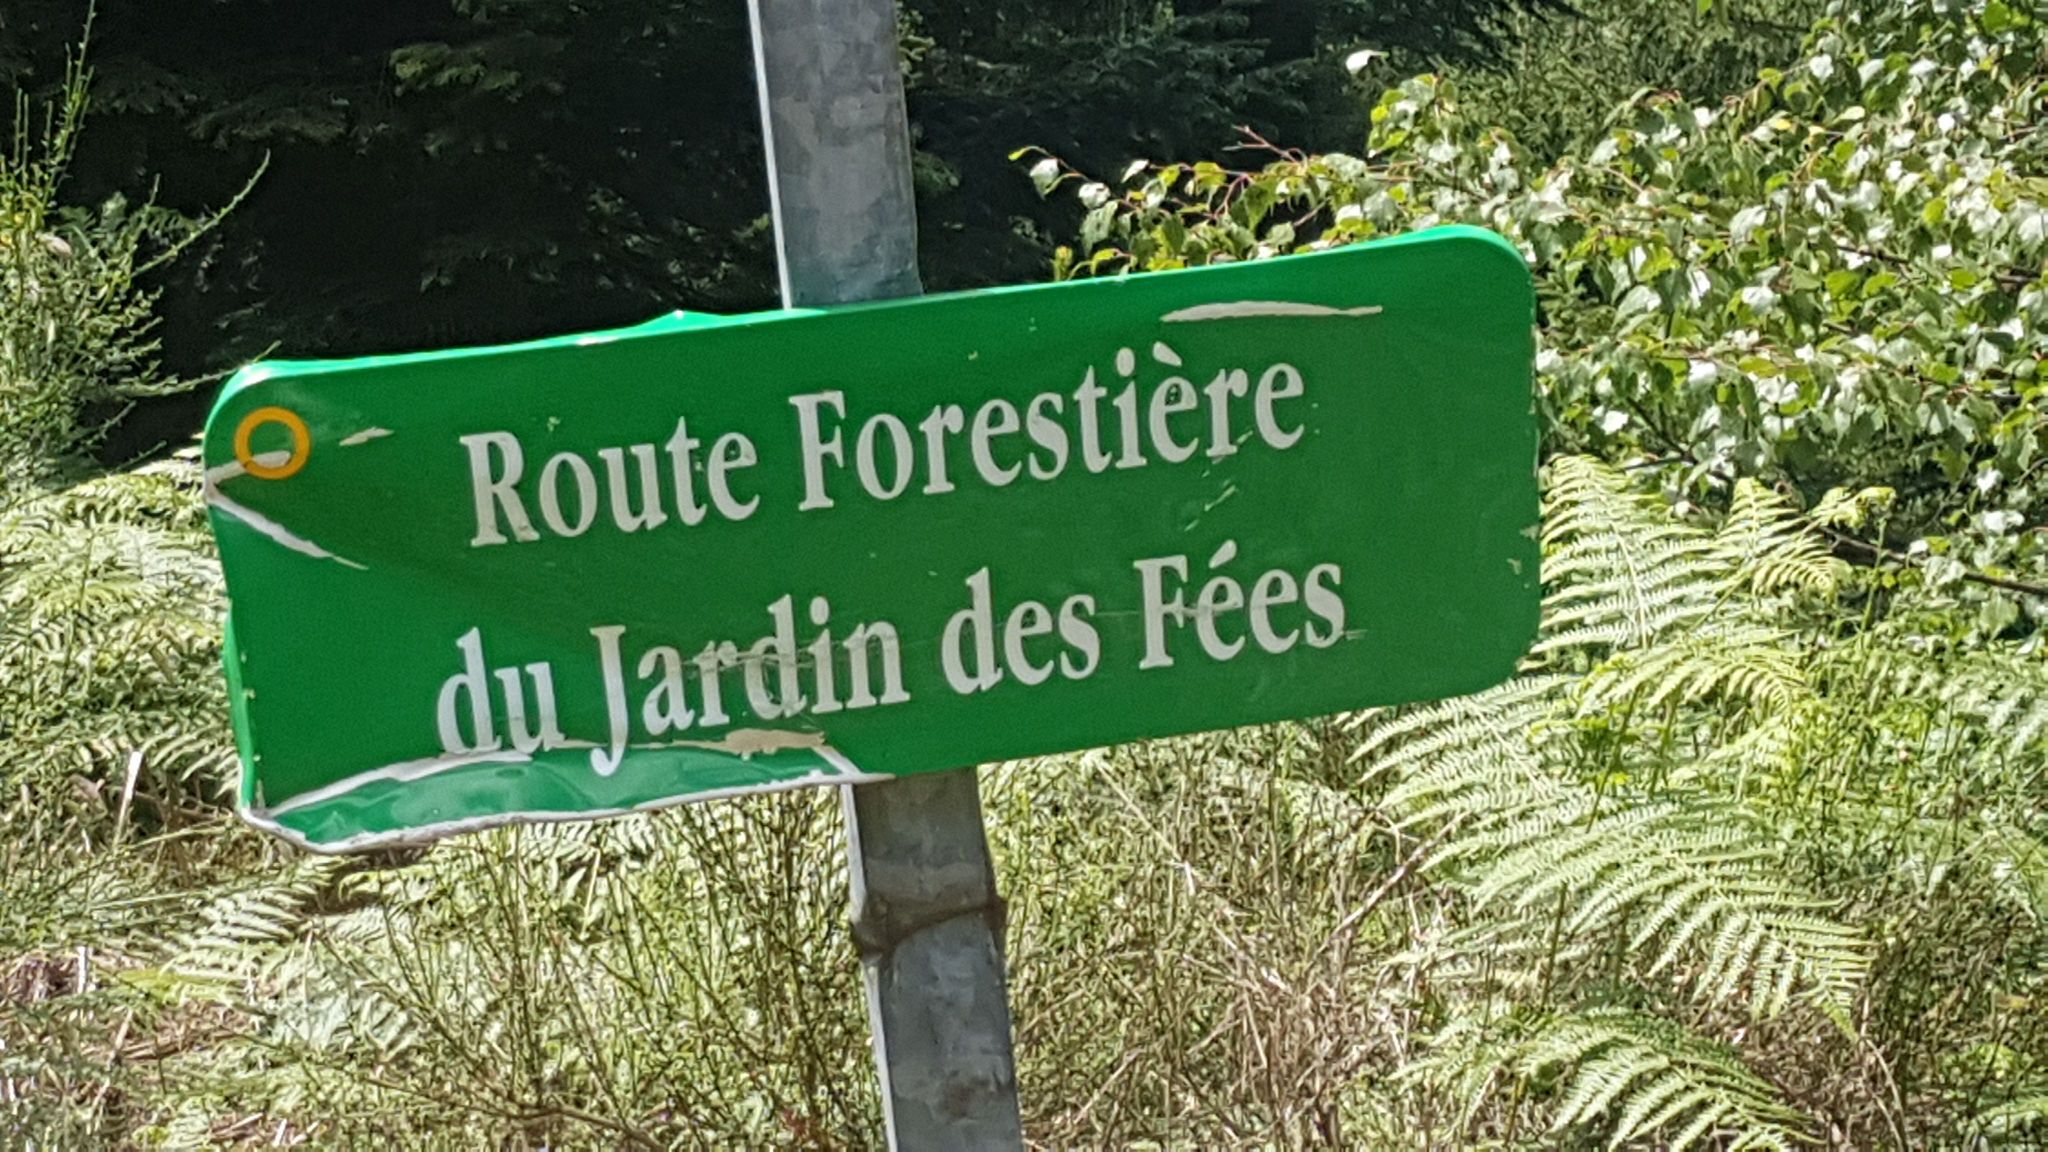 Route Forestière
du Jardin des Fées